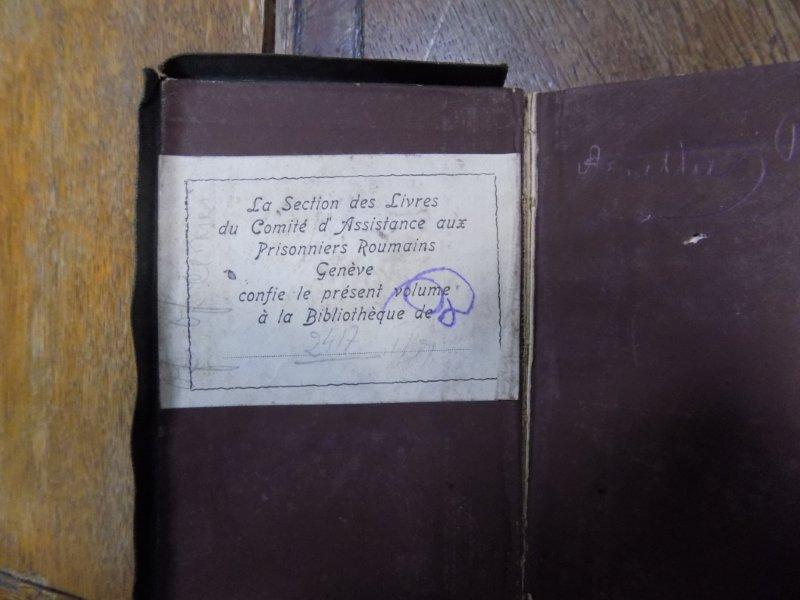 La Section des Livres
du Comité d'Assistance aux
Prisonniers Roumains
Genève
confie le présent volume
à la Bibliothèque de
2417